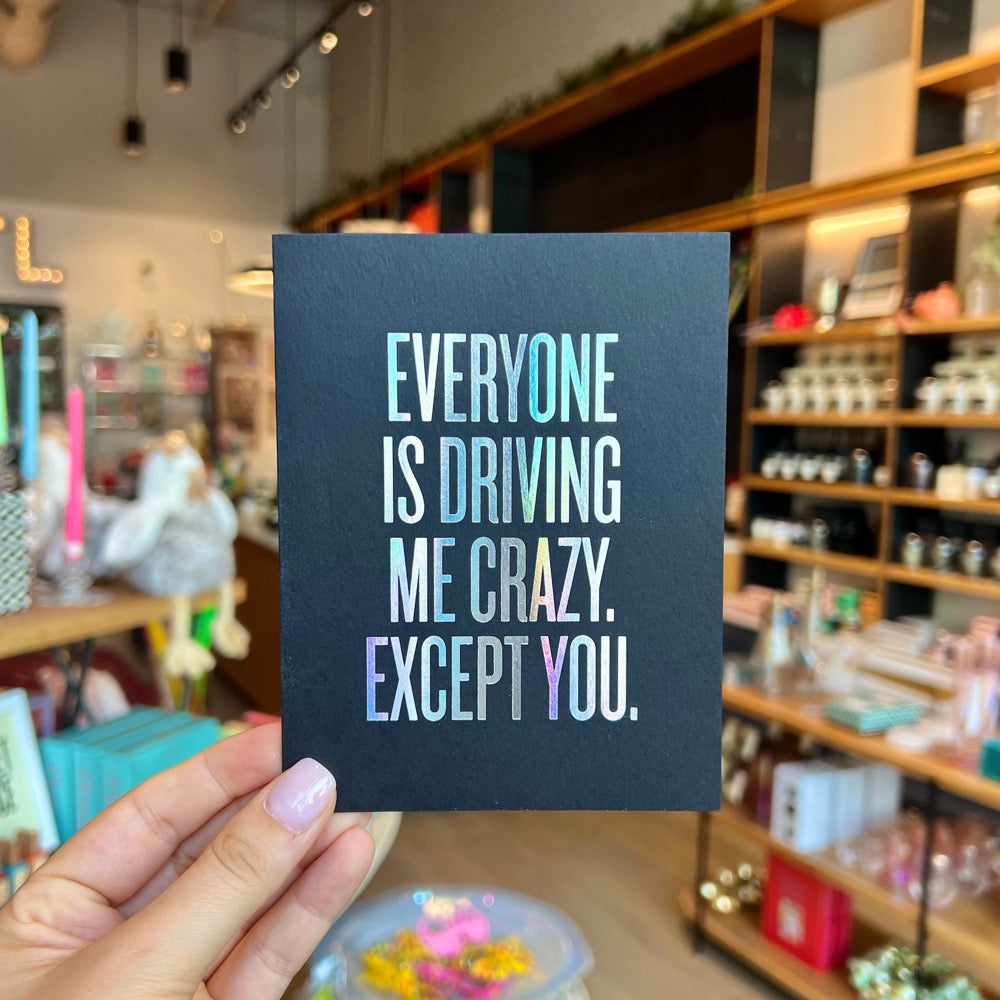 EVERYONE
IS DRIVING
ME CRAZY.
EXCEPT YOU.
L